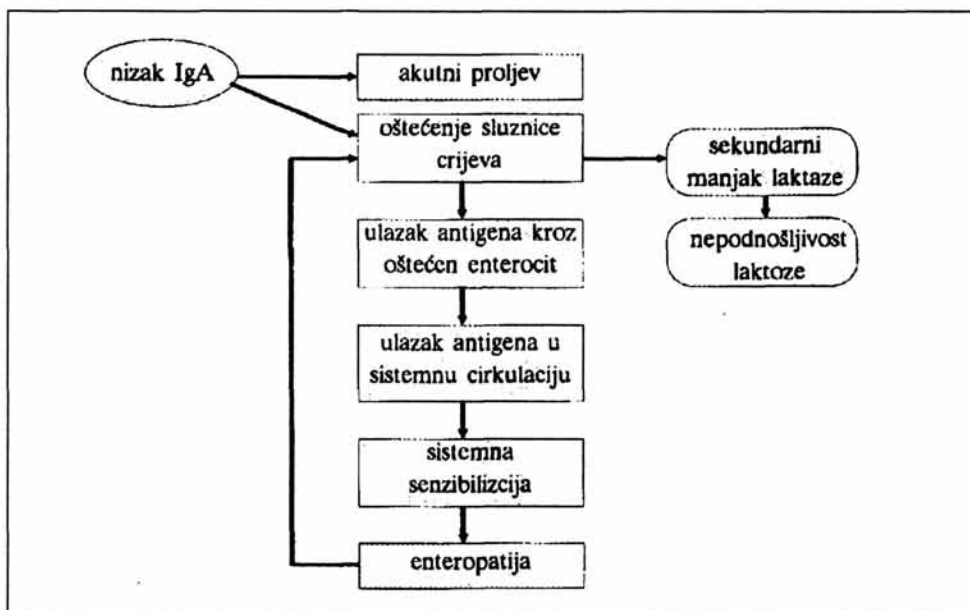 nizak IgA
akutni proljev
oštećenje sluznice
crijeva
sekundarni
manjak laktaze
nepodnošljivost
laktoze
ulazak antigena kroz
oštećen enterocit
ulazak antigena u
sistemnu cirkulaciju
sistemna
senzibilizcija
enteropatija